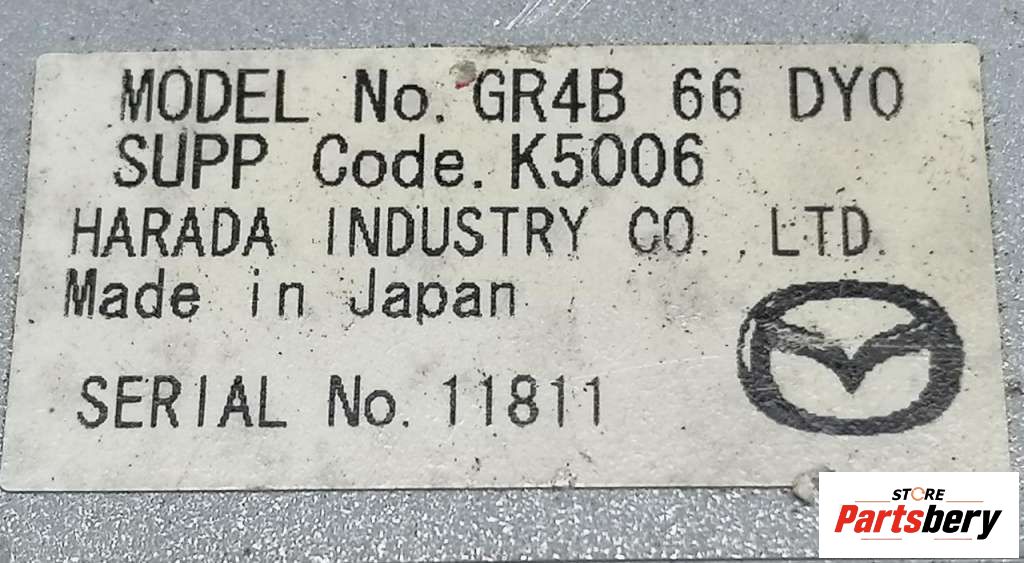 MODEL No. GR4B 66 DY0
SUPP Code. K5006
HARADA INDUSTRY CO. ,LTD.
Made in Japan
SERIAL No. 11811
STORE
Partsbery